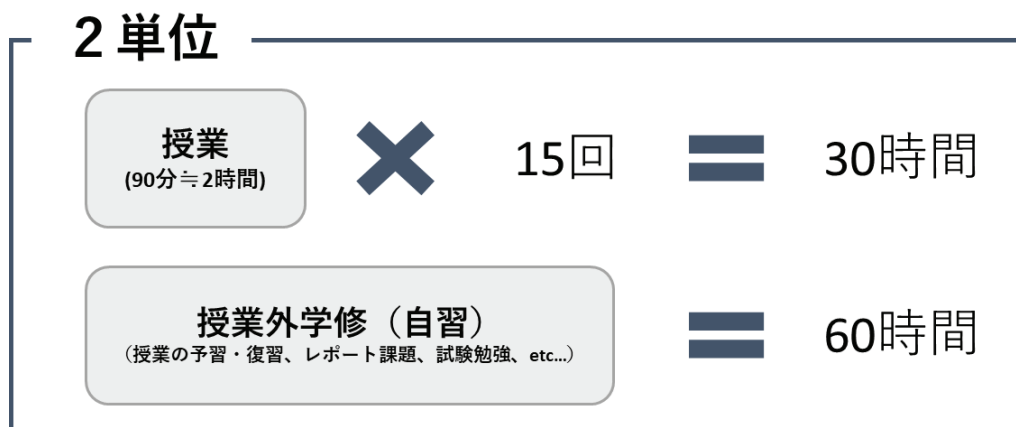 2単位
授業
(90分≒2時間)
15回
30時間
授業外学修（自習）
（授業の予習・復習、レポート課題、試験勉強、etc...）
60時間